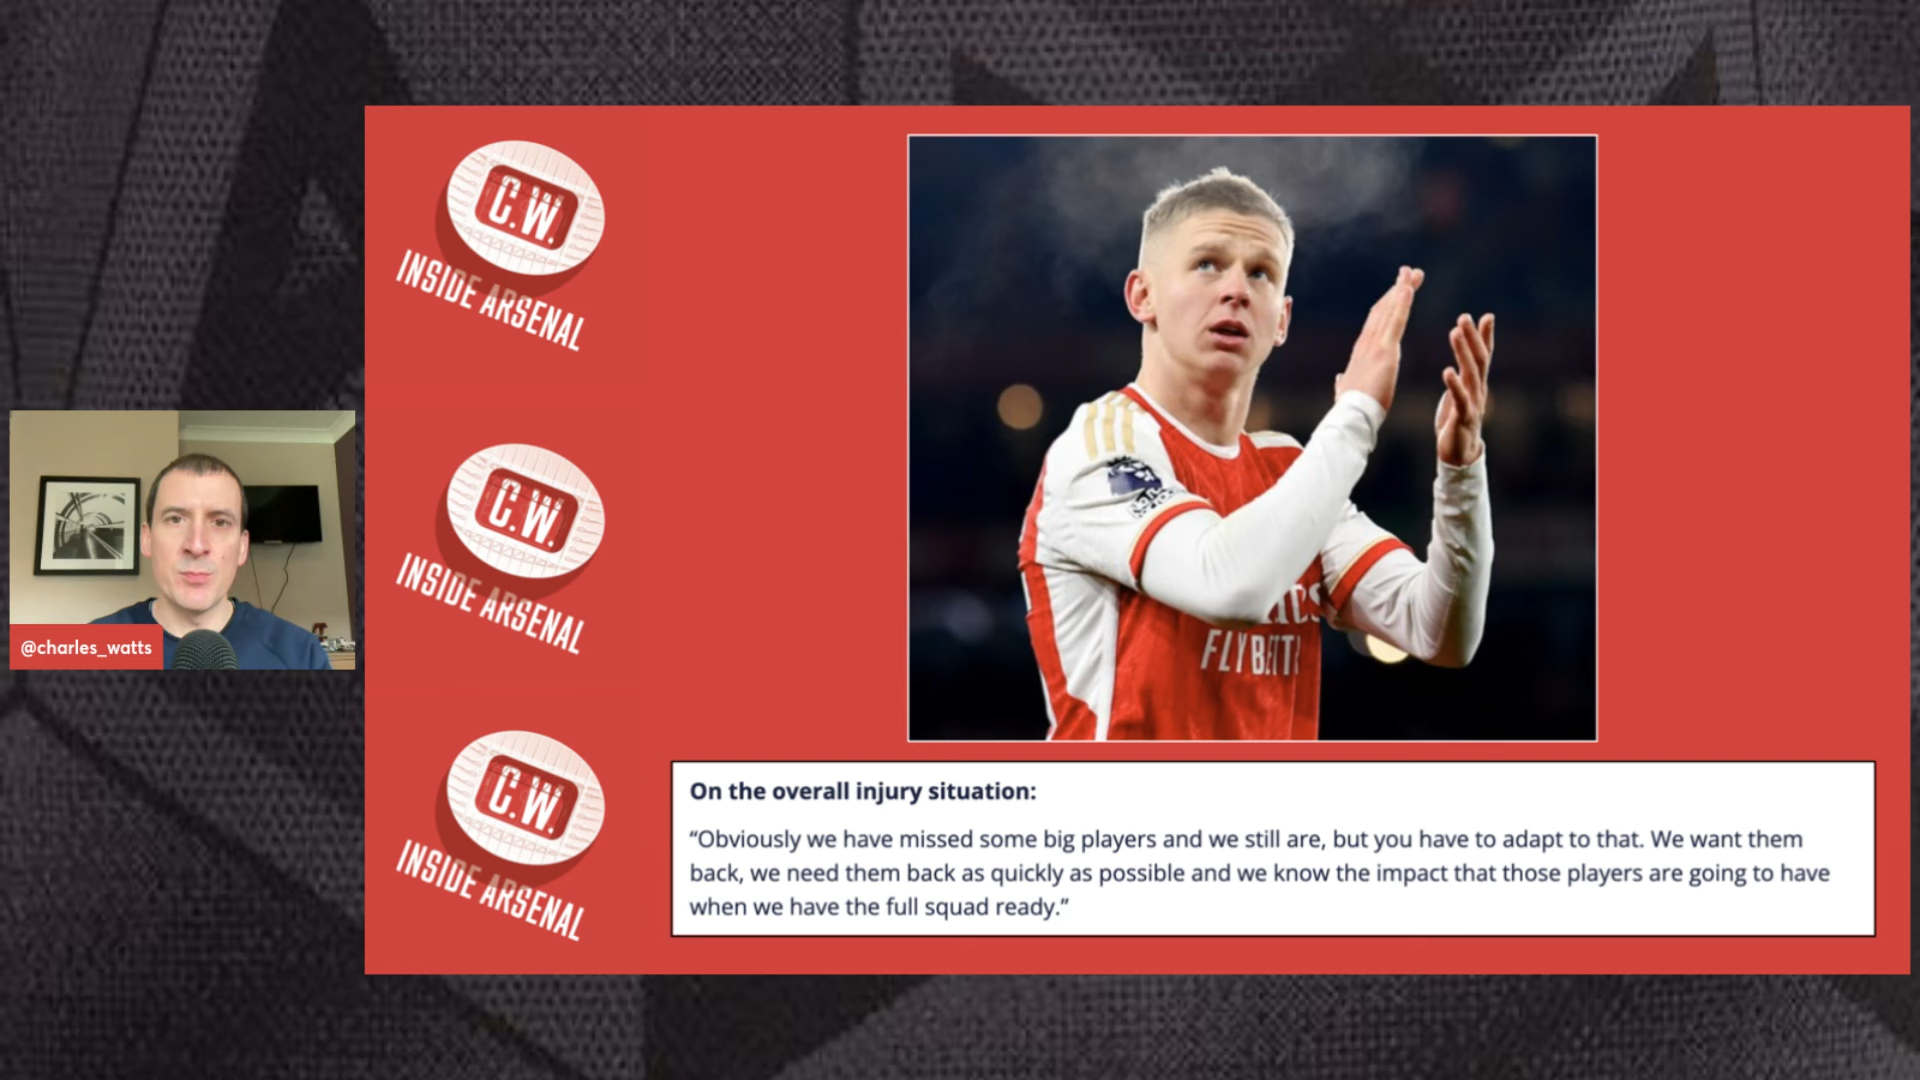 C.W.
INSIDE ARSENAL
C.W.
INSIDE ARSENAL
C.W.
INSIDE ARSENAL
@charles_watts
On the overall injury situation:
“Obviously we have missed some big players and we still are, but you have to adapt to that. We want them
back, we need them back as quickly as possible and we know the impact that those players are going to have
when we have the full squad ready.”